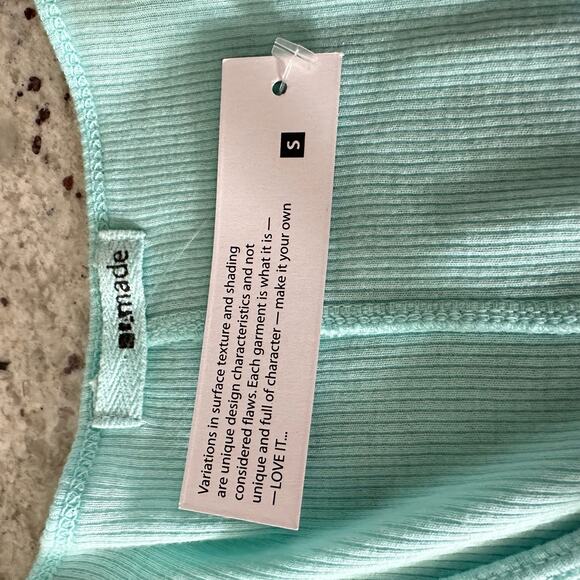 S
Variations in surface texture and shading
are unique design characteristics and not
considered flaws. Each garment is what it is —
unique and full of character — make it your own
— LOVE IT...
made